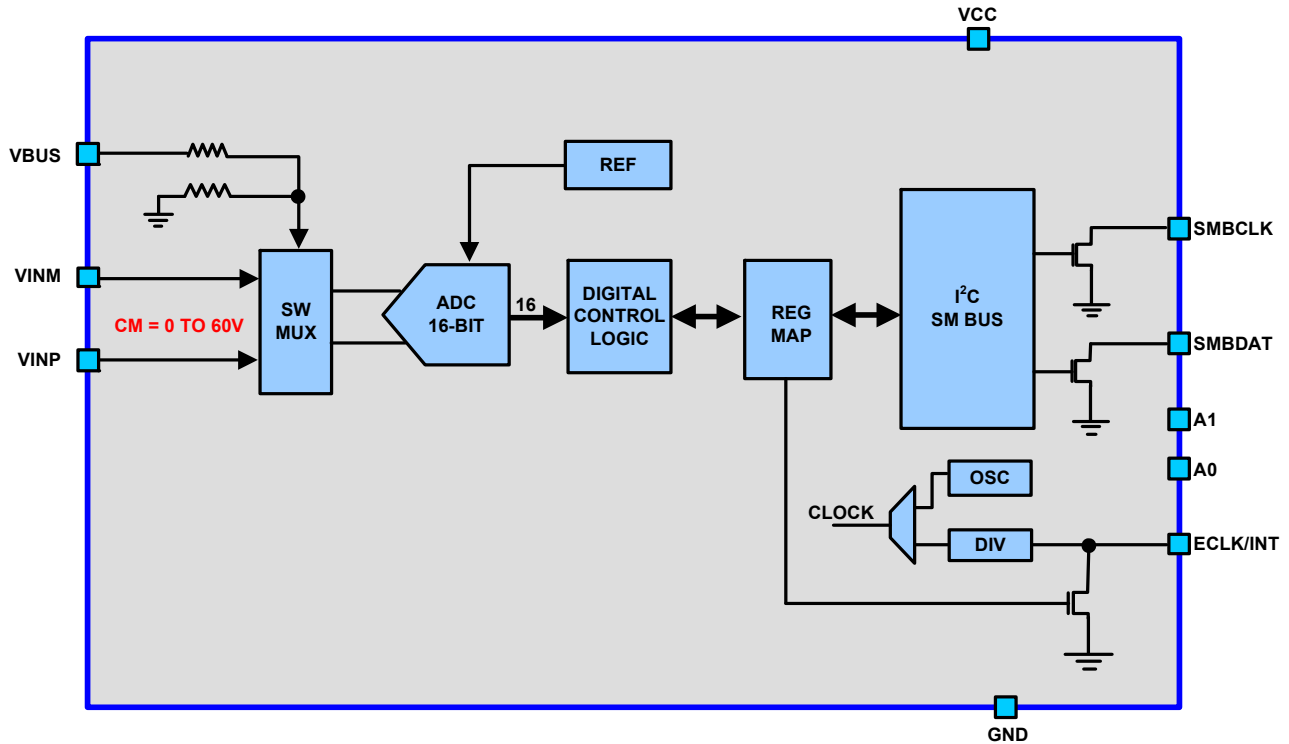 VCC
VBUS
REF
SMBCLK
VINM
SW
MUX
ADC
16-BIT
16
DIGITAL
CONTROL
LOGIC
REG
MAP
I²C
SM BUS
CM = 0 TO 60V
VINP
SMBDAT
A1
A0
OSC
CLOCK
DIV
ECLK/INT
GND